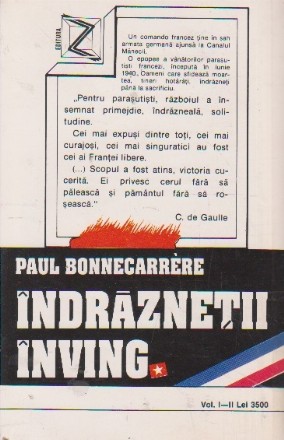 EDITURA
Z
Un comando francez ține în șah
armata germană ajunsă la Canalul
Mânecii.
O epopee a vânătorilor parașu-
tiști francezi, începută în iunie
1940. Oameni care sfidează moar-
tea, tineri hotărâți, îndrăzneți
până la sacrificiu.
„Pentru parașutiști, războiul a în-
semnat primejdie, îndrăzneală, soli-
tudine.
Cei mai expuși dintre toți, cei mai
curajoși, cei mai singuratici au fost
cei ai Franței libere.
(...) Scopul a fost atins, victoria cu-
cerită. Ei privesc cerul fără să
pălească și pământul fără să ro-
șească.”
C. de Gaulle
PAUL BONNECARRÈRE
ÎNDRĂZNEȚII
ÎNVING
Vol. I—II Lei 3500